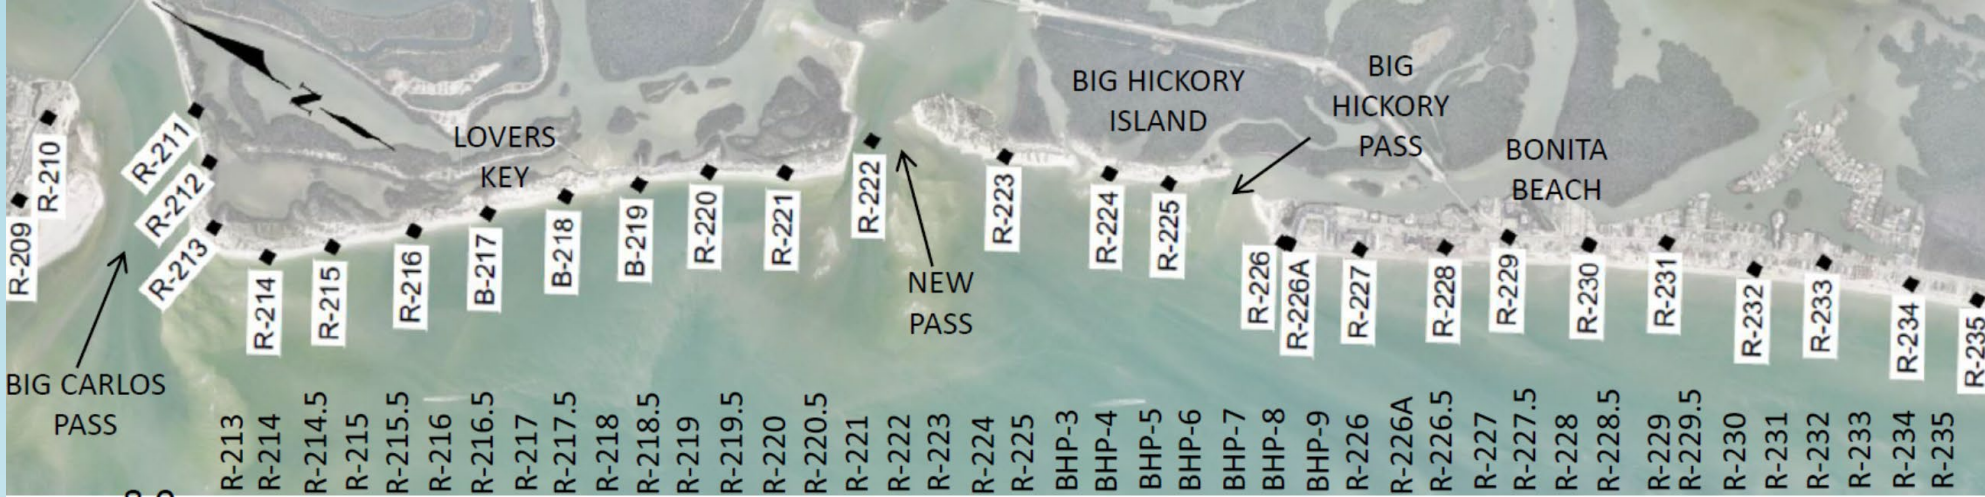 R-209
R-210
R-211
R-212
R-213
R-214
R-215
R-216
B-217
B-218
B-219
R-220
R-221
R-222
R-223
R-224
R-225
R-226
R-226A
R-227
R-228
R-229
R-230
R-231
R-232
R-233
R-234
R-235
N
LOVERS
KEY
BIG HICKORY
ISLAND
BIG
HICKORY
PASS
BONITA
BEACH
NEW
PASS
BIG CARLOS
PASS
R-213
R-214
R-214.5
R-215
R-215.5
R-216
R-216.5
R-217
R-217.5
R-218
R-218.5
R-219
R-219.5
R-220
R-220.5
R-221
R-222
R-223
R-224
R-225
BHP-3
BHP-4
BHP-5
BHP-6
BHP-7
BHP-8
BHP-9
R-226
R-226A
R-226.5
R-227
R-227.5
R-228
R-228.5
R-229
R-229.5
R-230
R-231
R-232
R-233
R-234
R-235